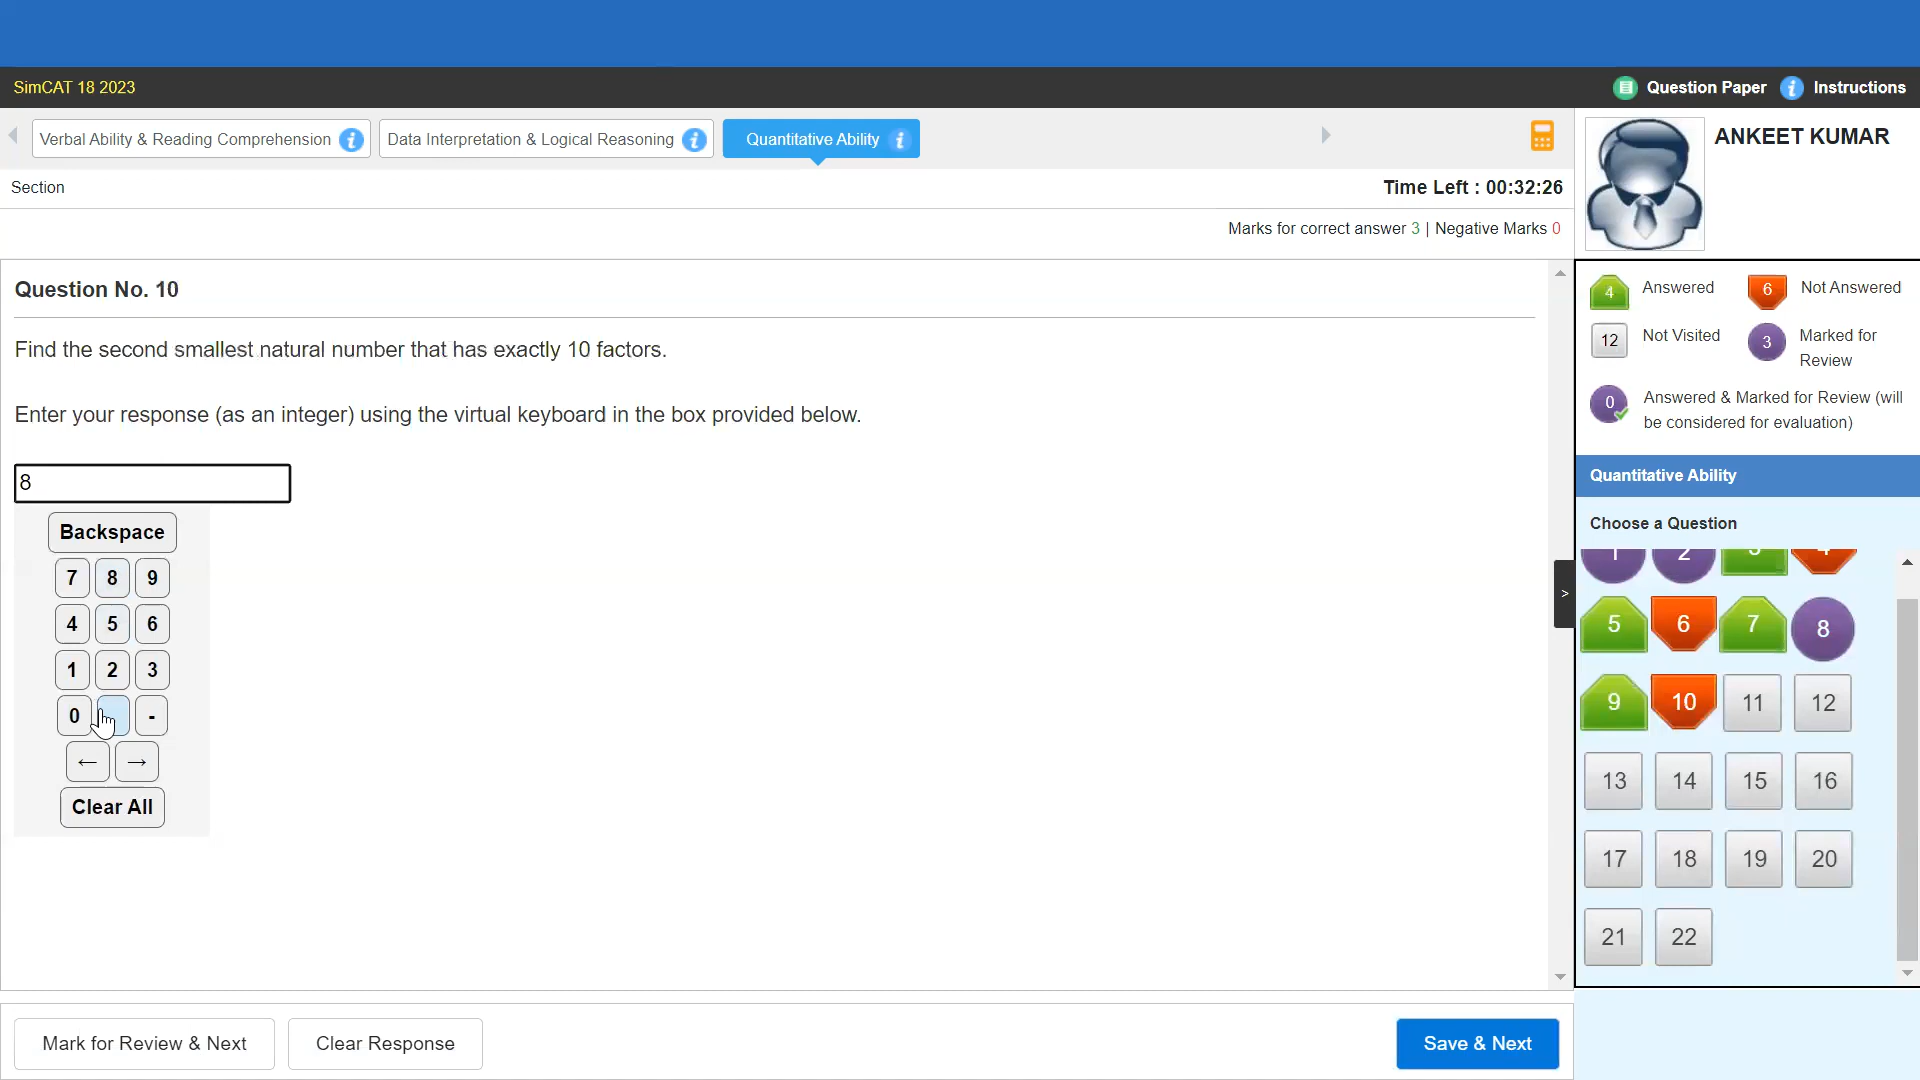 SimCAT 18 2023
Question Paper
i
Instructions
Verbal Ability & Reading Comprehension i
Data Interpretation & Logical Reasoning i
Quantitative Ability i
ANKEET KUMAR
Section
Time Left : 00:32:26
Marks for correct answer 3 | Negative Marks 0
Question No. 10
Find the second smallest natural number that has exactly 10 factors.
Enter your response (as an integer) using the virtual keyboard in the box provided below.
8
Backspace
7 8 9
4 5 6
1 2 3
0 -
← →
Clear All
>
4 Answered
6 Not Answered
12 Not Visited
3 Marked for
Review
0 Answered & Marked for Review (will
be considered for evaluation)
Quantitative Ability
Choose a Question
1 2 3 4
5 6 7 8
9 10 11 12
13 14 15 16
17 18 19 20
21 22
Mark for Review & Next
Clear Response
Save & Next